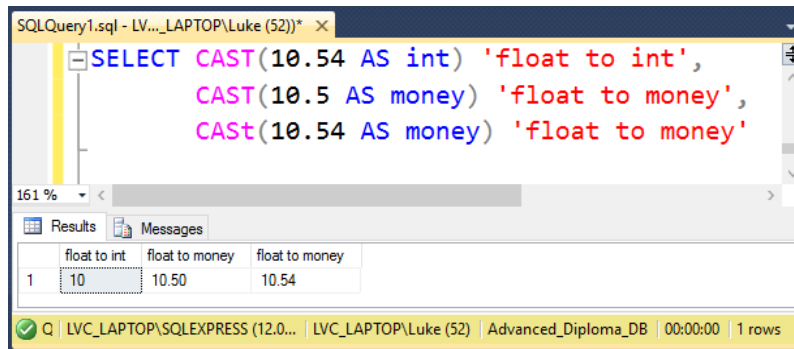 SQLQuery1.sql - LV..._LAPTOP\Luke (52))* ×
SELECT CAST(10.54 AS int) 'float to int',
CAST(10.5 AS money) 'float to money',
CASt(10.54 AS money) 'float to money'
161 %
Results Messages
float to int float to money float to money
1 10 10.50 10.54
Q LVC_LAPTOP\SQLEXPRESS (12.0... LVC_LAPTOP\Luke (52) Advanced_Diploma_DB 00:00:00 1 rows